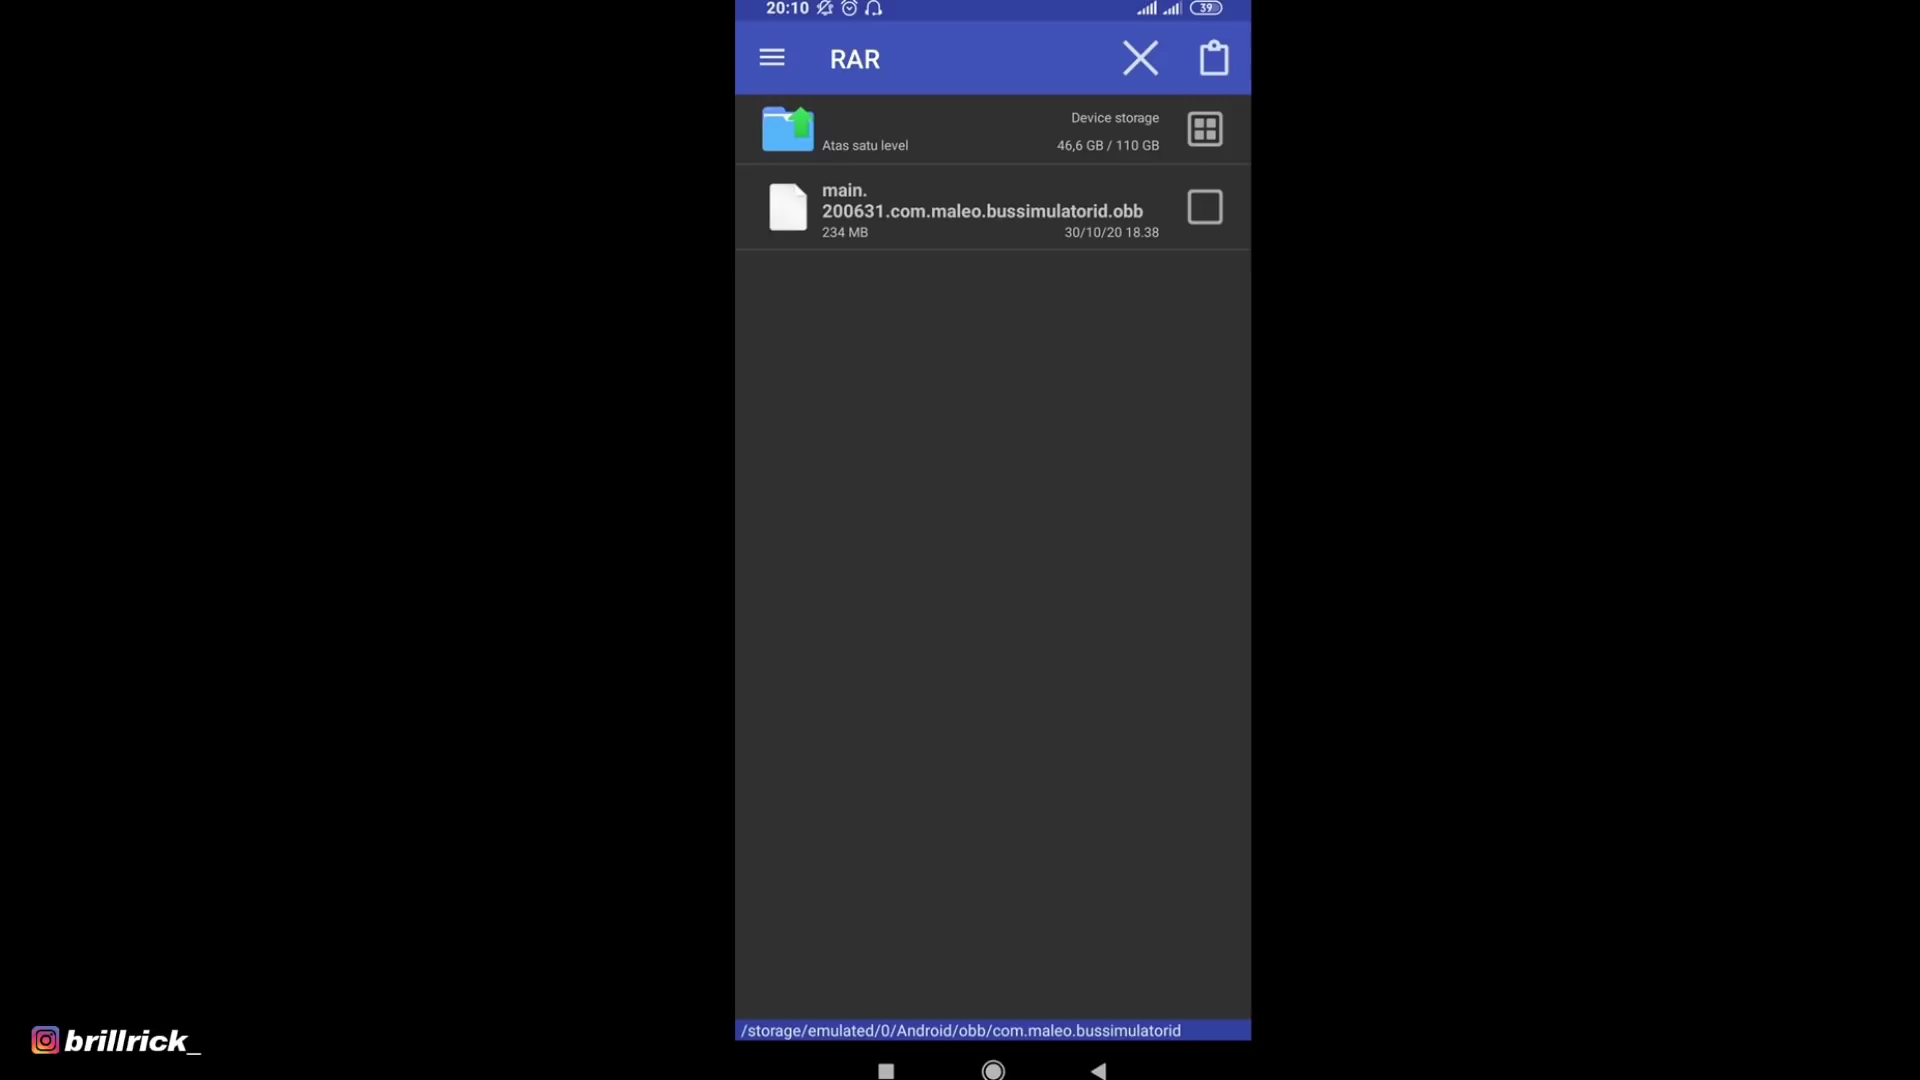 20:10
39
RAR
Device storage
Atas satu level
46,6 GB / 110 GB
main.
200631.com.maleo.bussimulatorid.obb
234 MB
30/10/20 18.38
/storage/emulated/0/Android/obb/com.maleo.bussimulatorid
brillrick_